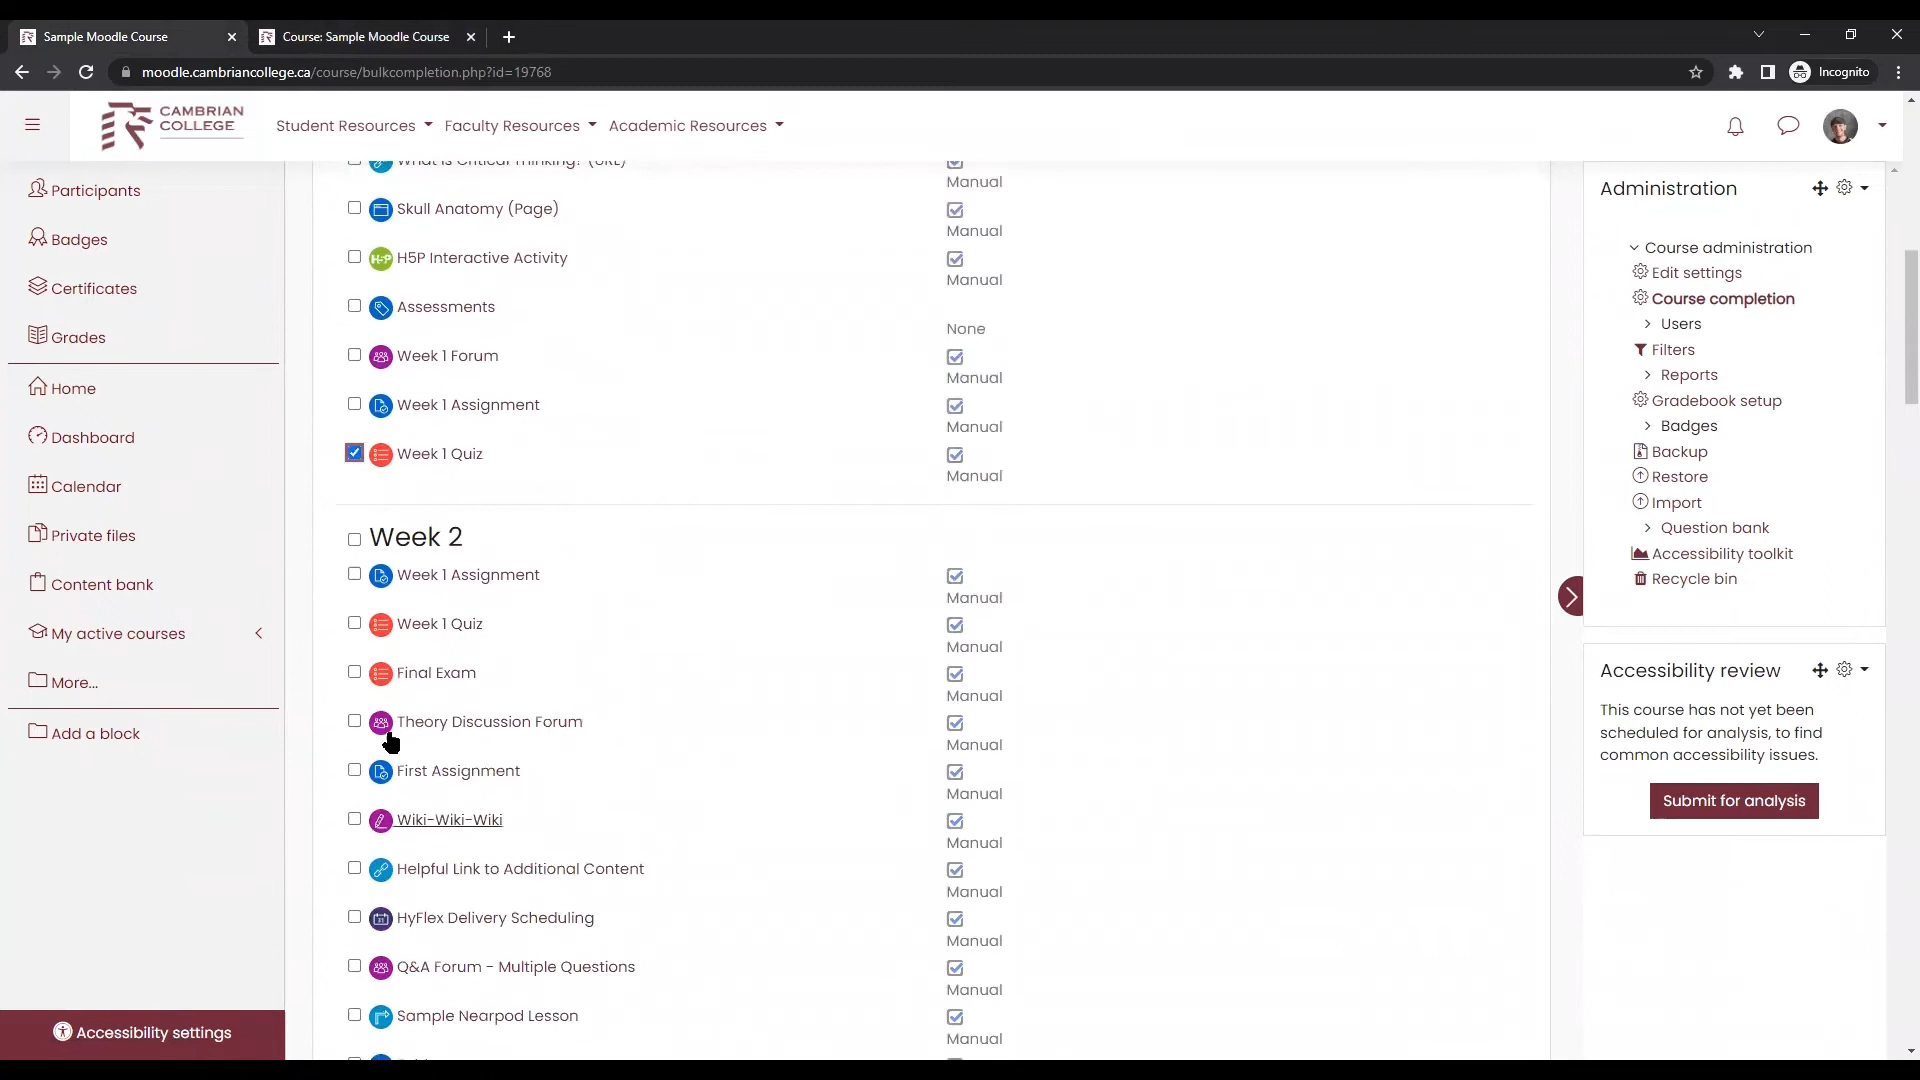 Sample Moodle Course
Course: Sample Moodle Course
moodle.cambriancollege.ca/course/bulkcompletion.php?id=19768
Incognito
CAMBRIAN
COLLEGE
Student Resources
Faculty Resources
Academic Resources
Participants
Badges
Certificates
Grades
Home
Dashboard
Calendar
Private files
Content bank
My active courses
More...
Add a block
Accessibility settings
What is Critical Thinking? (URL)
Manual
Skull Anatomy (Page)
Manual
H5P Interactive Activity
Manual
Assessments
None
Week 1 Forum
Manual
Week 1 Assignment
Manual
Week 1 Quiz
Manual
Week 2
Week 1 Assignment
Manual
Week 1 Quiz
Manual
Final Exam
Manual
Theory Discussion Forum
Manual
First Assignment
Manual
Wiki-Wiki-Wiki
Manual
Helpful Link to Additional Content
Manual
HyFlex Delivery Scheduling
Manual
Q&A Forum - Multiple Questions
Manual
Sample Nearpod Lesson
Manual
Administration
Course administration
Edit settings
Course completion
Users
Filters
Reports
Gradebook setup
Badges
Backup
Restore
Import
Question bank
Accessibility toolkit
Recycle bin
Accessibility review
This course has not yet been
scheduled for analysis, to find
common accessibility issues.
Submit for analysis